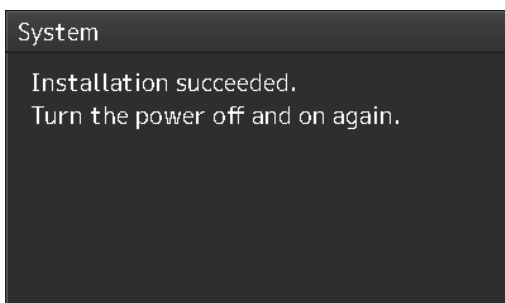 System
Installation succeeded.
Turn the power off and on again.